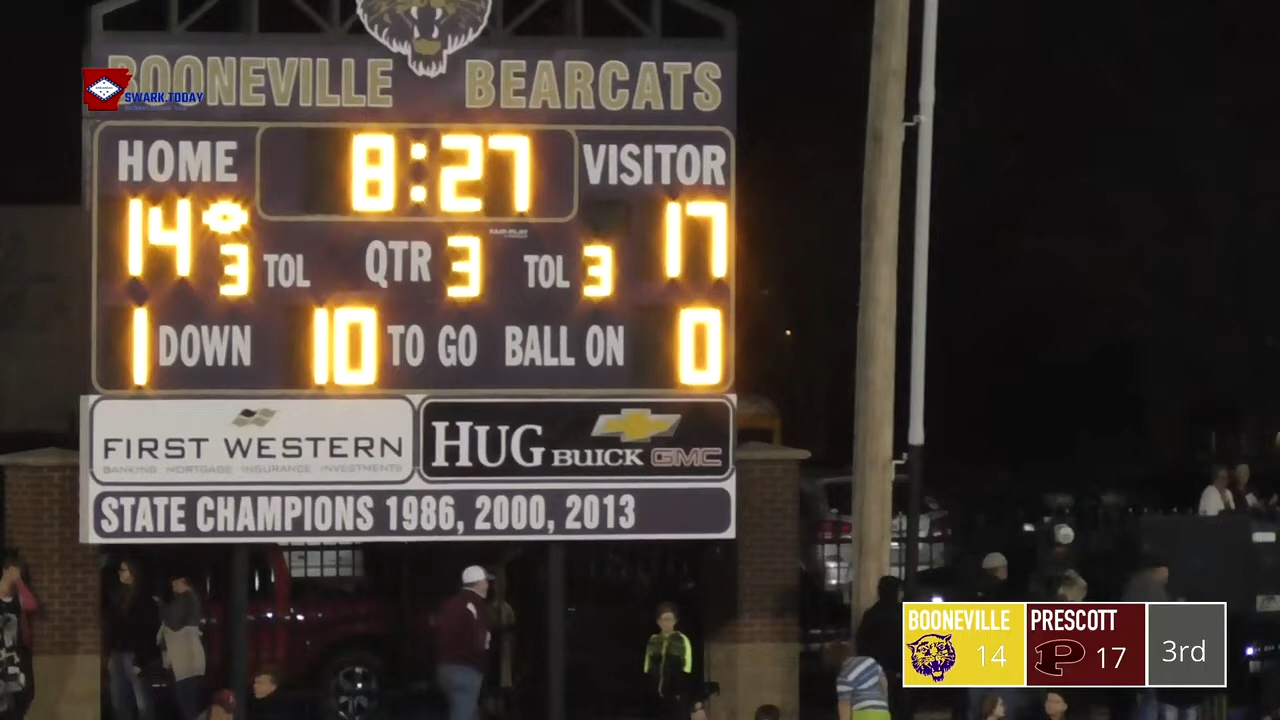 BOONEVILLE BEARCATS
SWARK.TODAY
HOME 8:27 VISITOR
14 17
3 TOL QTR 3 TOL 3
1 DOWN 10 TO GO BALL ON 0
FIRST WESTERN
BANKING MORTGAGE INSURANCE INVESTMENTS
HUG BUICK GMC
STATE CHAMPIONS 1986, 2000, 2013
BOONEVILLE 14
PRESCOTT P 17
3rd